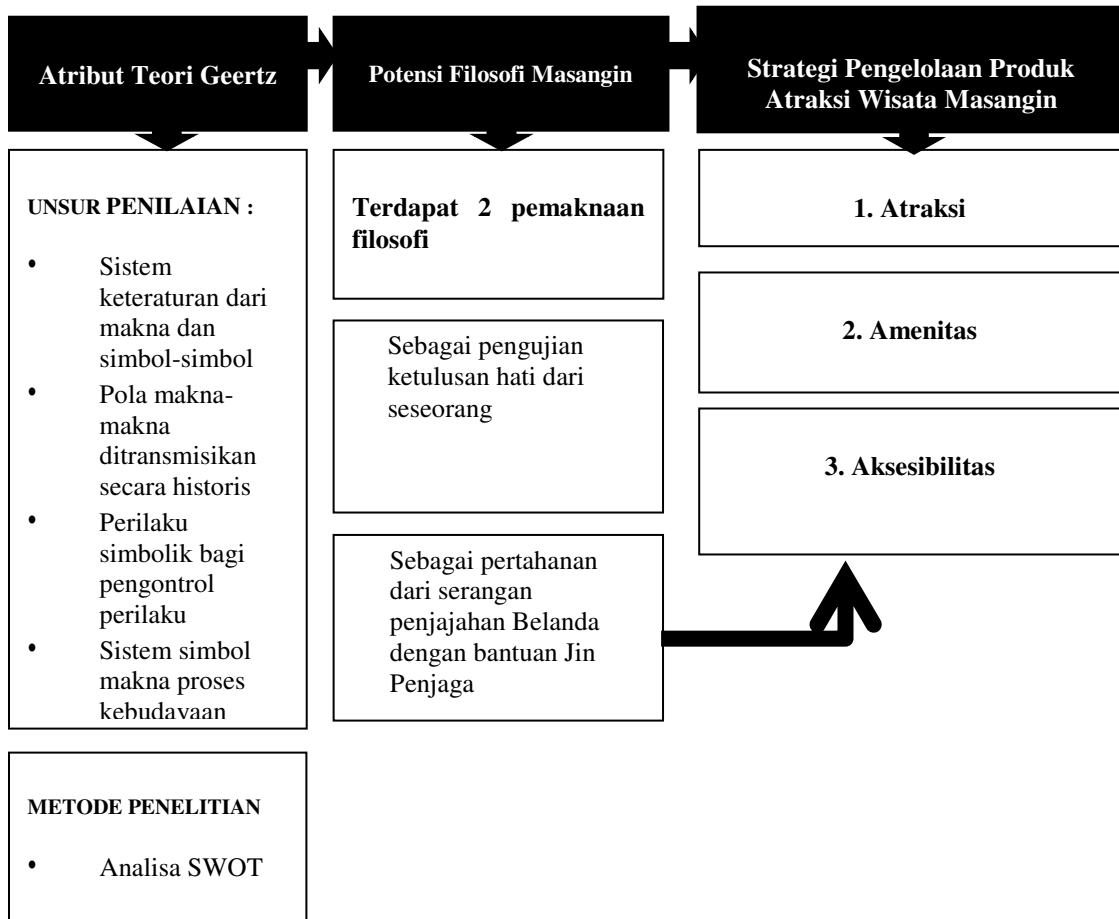 Atribut Teori Geertz
Potensi Filosofi Masangin
Strategi Pengelolaan Produk
Atraksi Wisata Masangin
UNSUR PENILAIAN :
• Sistem
keteraturan dari
makna dan
simbol-simbol
• Pola makna-
makna
ditransmisikan
secara historis
• Perilaku
simbolik bagi
pengontrol
perilaku
• Sistem simbol
makna proses
kebudayaan
METODE PENELITIAN
• Analisa SWOT
Terdapat 2 pemaknaan
filosofi
Sebagai pengujian
ketulusan hati dari
seseorang
Sebagai pertahanan
dari serangan
penjajahan Belanda
dengan bantuan Jin
Penjaga
1. Atraksi
2. Amenitas
3. Aksesibilitas